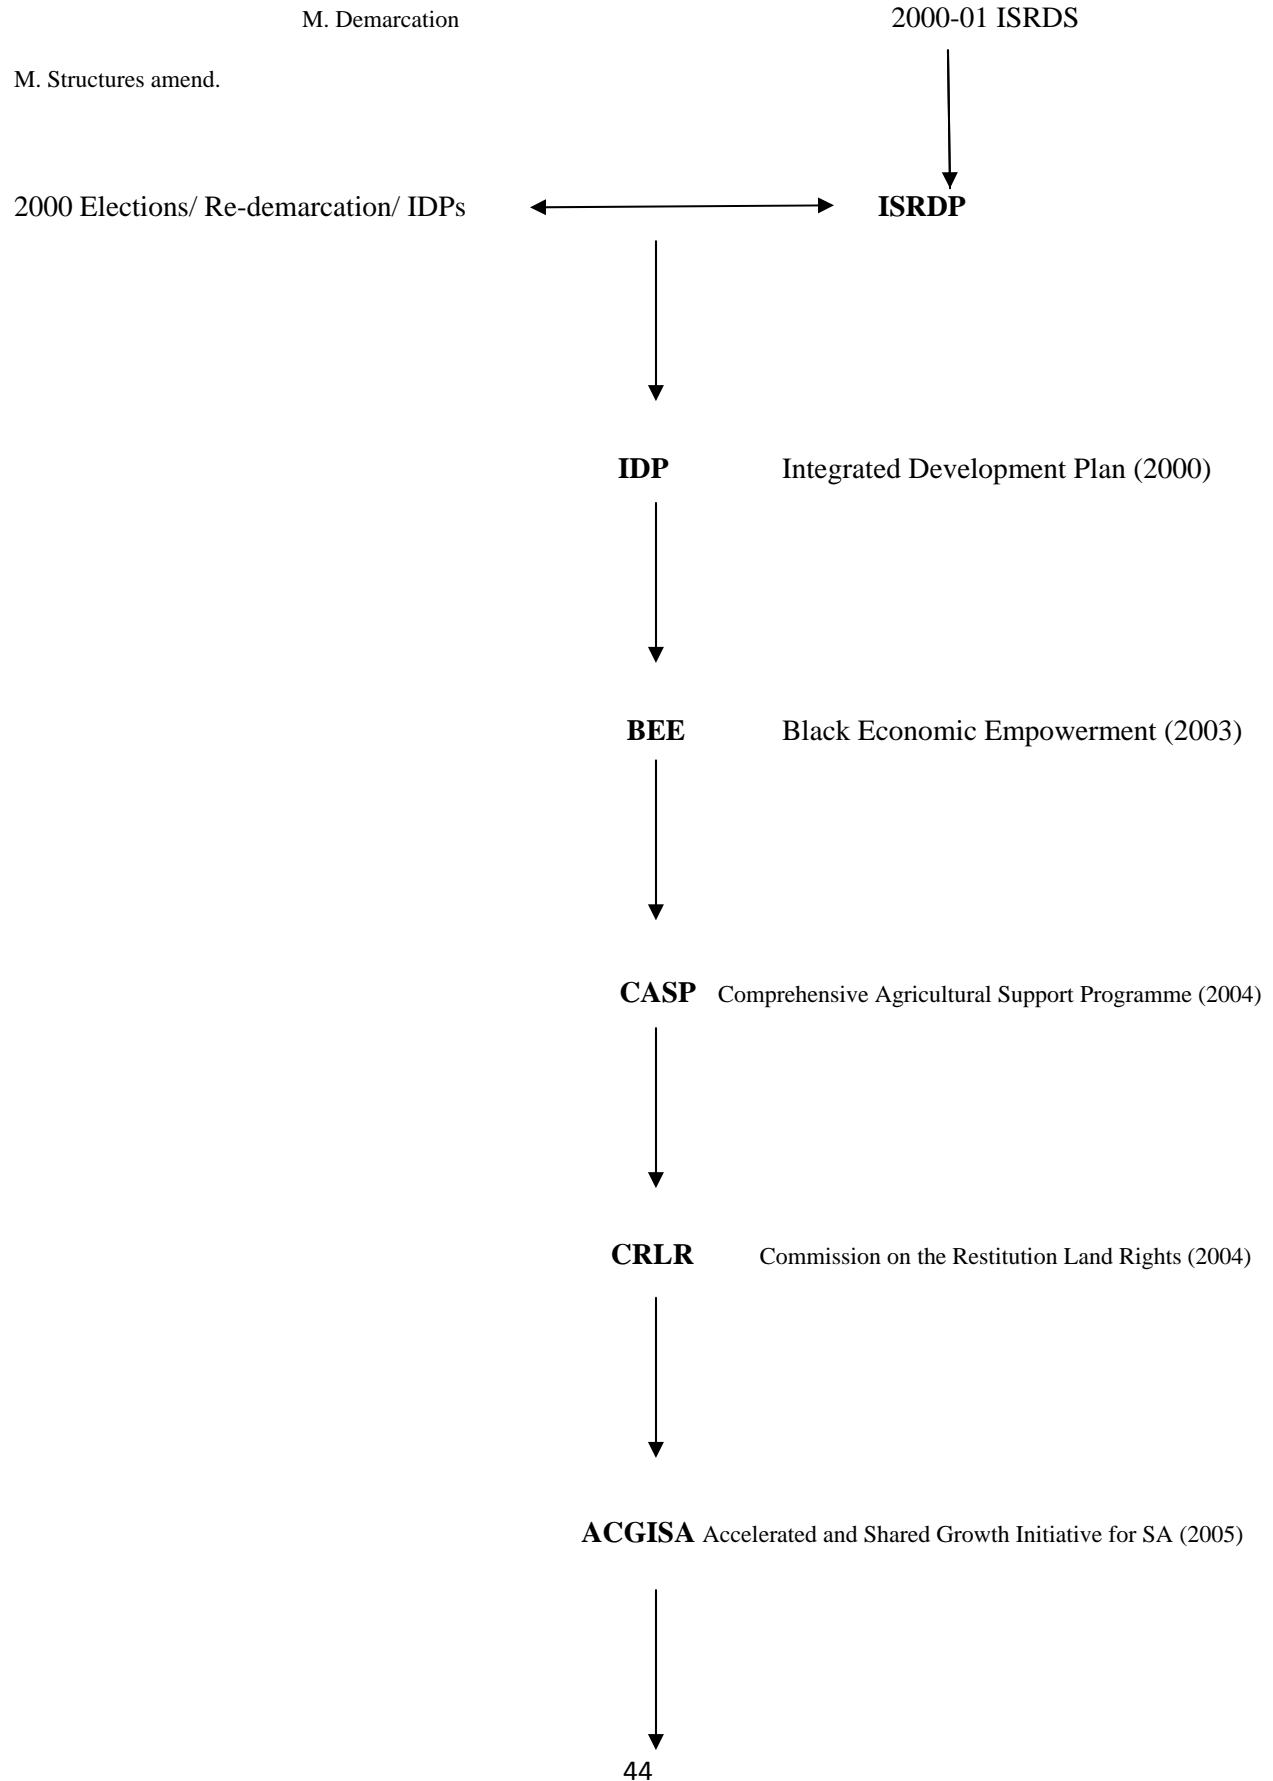 M. Demarcation 2000-01 ISRDS
M. Structures amend.
2000 Elections/ Re-demarcation/ IDPs ISRDP
IDP Integrated Development Plan (2000)
BEE Black Economic Empowerment (2003)
CASP Comprehensive Agricultural Support Programme (2004)
CRLR Commission on the Restitution Land Rights (2004)
ACGISA Accelerated and Shared Growth Initiative for SA (2005)
44